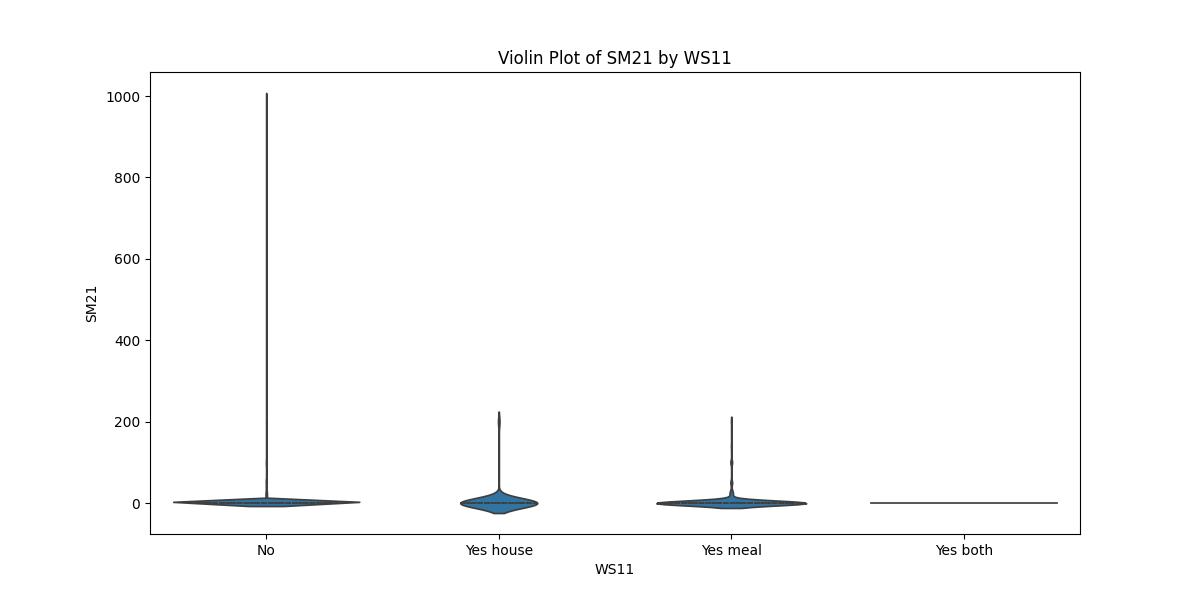 Violin Plot of SM21 by WS11
1000
800
600
400
200
0
SM21
No
Yes house
Yes meal
Yes both
WS11